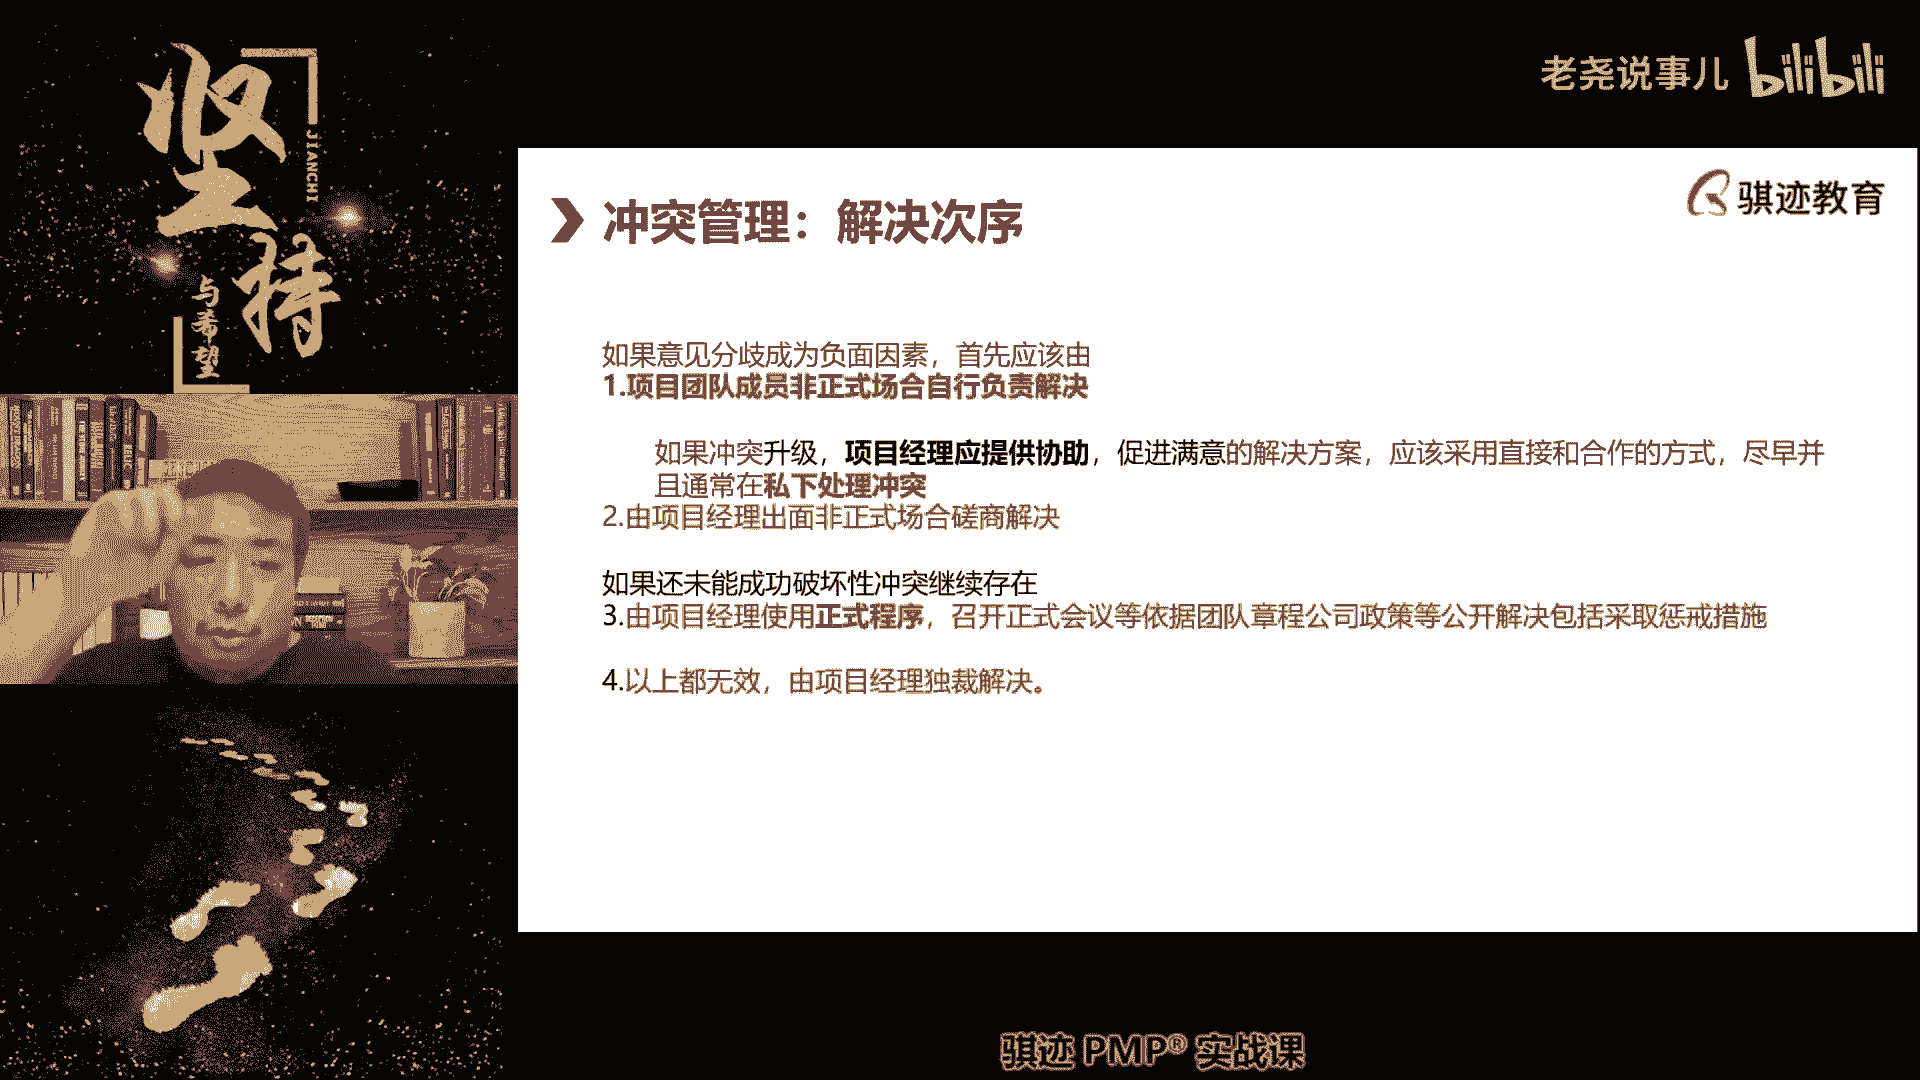 坚持
JIANCHI
与希望
老尧说事儿 bilibili
骐迹教育
冲突管理：解决次序
如果意见分歧成为负面因素，首先应该由
1.项目团队成员非正式场合自行负责解决
如果冲突升级，项目经理应提供协助，促进满意的解决方案，应该采用直接和合作的方式，尽早并
且通常在私下处理冲突
2.由项目经理出面非正式场合磋商解决
如果还未能成功破坏性冲突继续存在
3.由项目经理使用正式程序，召开正式会议等依据团队章程公司政策等公开解决包括采取惩戒措施
4.以上都无效，由项目经理独裁解决。
骐迹 PMP® 实战课